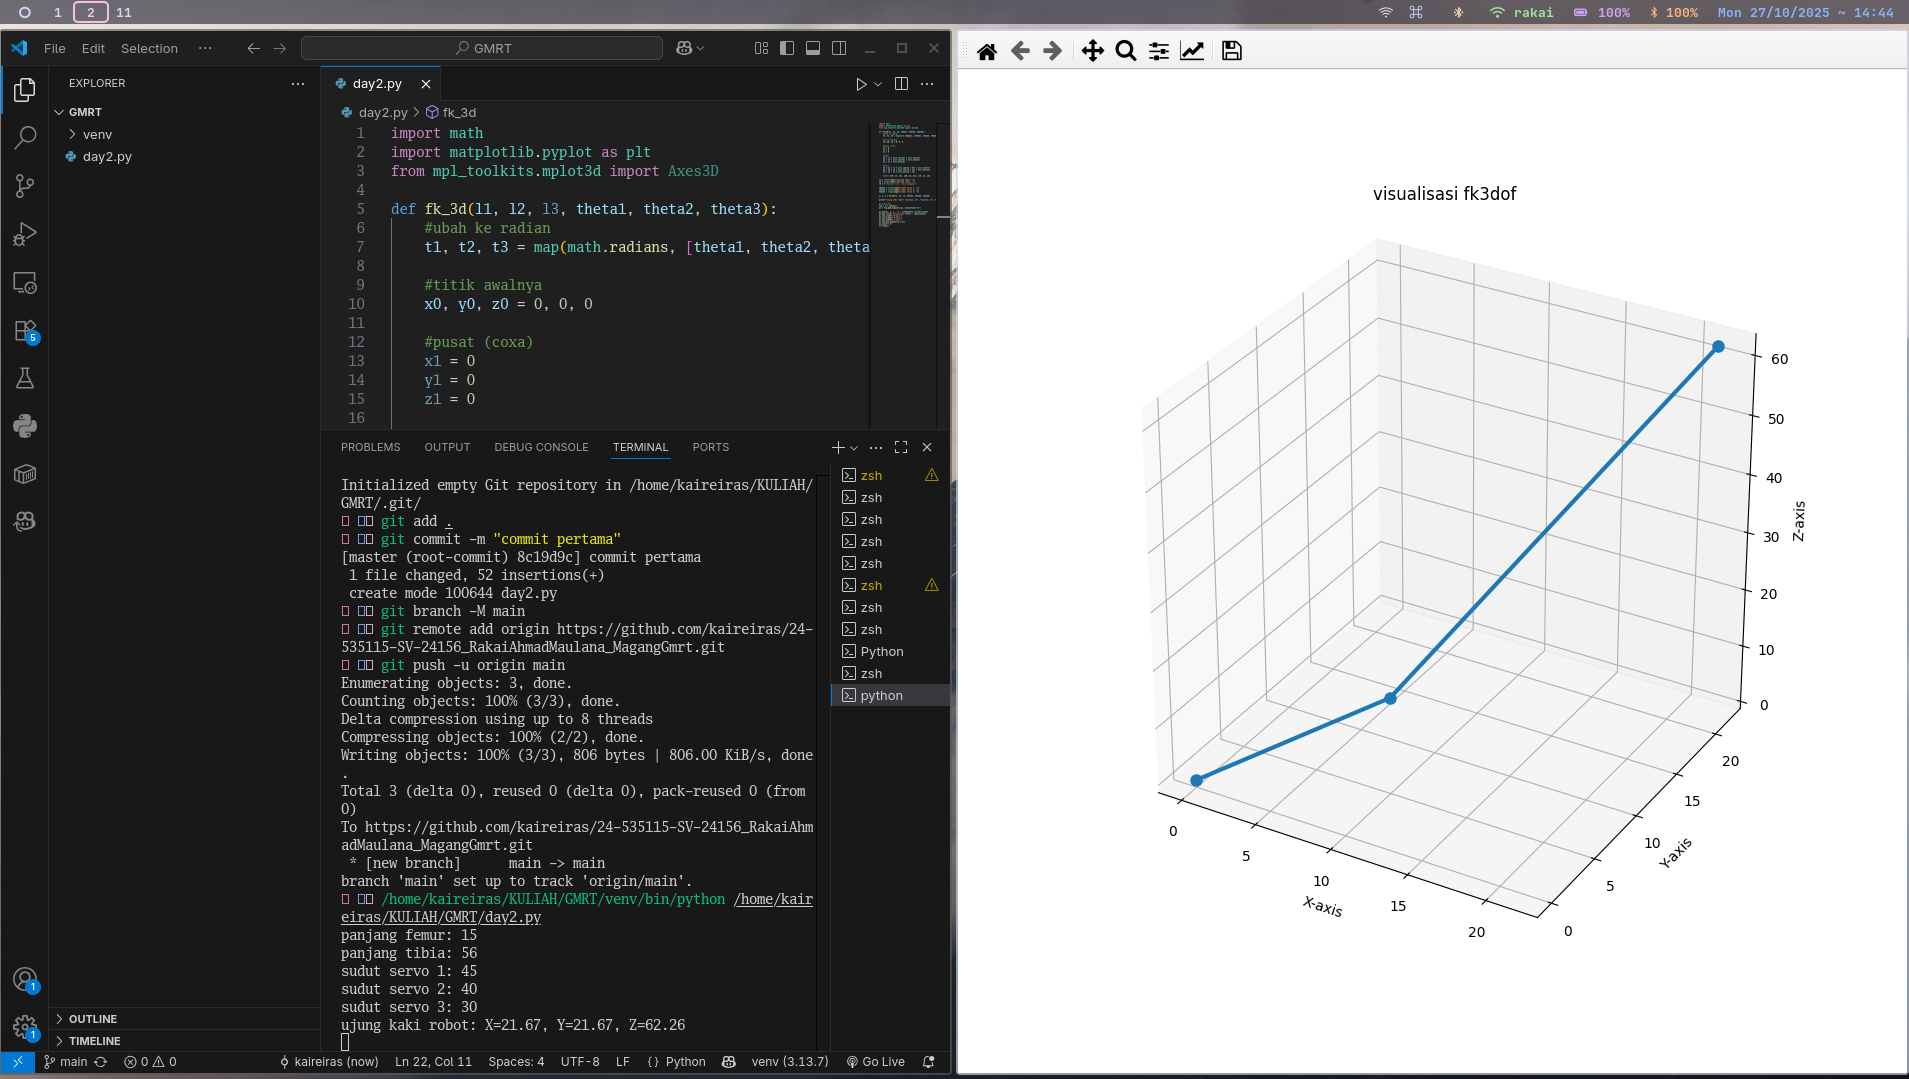 1 2 11
rakai 100% 100% Mon 27/10/2025 ~ 14:44
File Edit Selection ···
GMRT
EXPLORER
GMRT
venv
day2.py
day2.py
day2.py > fk_3d
1 import math
2 import matplotlib.pyplot as plt
3 from mpl_toolkits.mplot3d import Axes3D
4
5 def fk_3d(l1, l2, l3, theta1, theta2, theta3):
6 #ubah ke radian
7 t1, t2, t3 = map(math.radians, [theta1, theta2, theta
8
9 #titik awalnya
10 x0, y0, z0 = 0, 0, 0
11
12 #pusat (coxa)
13 x1 = 0
14 y1 = 0
15 z1 = 0
16
PROBLEMS OUTPUT DEBUG CONSOLE TERMINAL PORTS
Initialized empty Git repository in /home/kaireiras/KULIAH/
GMRT/.git/
git add .
git commit -m "commit pertama"
[master (root-commit) 8c19d9c] commit pertama
1 file changed, 52 insertions(+)
create mode 100644 day2.py
git branch -M main
git remote add origin https://github.com/kaireiras/24-
535115-SV-24156_RakaiAhmadMaulana_MagangGmrt.git
git push -u origin main
Enumerating objects: 3, done.
Counting objects: 100% (3/3), done.
Delta compression using up to 8 threads
Compressing objects: 100% (2/2), done.
Writing objects: 100% (3/3), 806 bytes | 806.00 KiB/s, done
.
Total 3 (delta 0), reused 0 (delta 0), pack-reused 0 (from
0)
To https://github.com/kaireiras/24-535115-SV-24156_RakaiAhm
adMaulana_MagangGmrt.git
* [new branch] main -> main
branch 'main' set up to track 'origin/main'.
/home/kaireiras/KULIAH/GMRT/venv/bin/python /home/kair
eiras/KULIAH/GMRT/day2.py
panjang femur: 15
panjang tibia: 56
sudut servo 1: 45
sudut servo 2: 40
sudut servo 3: 30
ujung kaki robot: X=21.67, Y=21.67, Z=62.26
zsh
zsh
zsh
zsh
zsh
zsh
zsh
zsh
Python
zsh
python
5
1
1
OUTLINE
TIMELINE
main 0 0 kaireiras (now) Ln 22, Col 11 Spaces: 4 UTF-8 LF {} Python venv (3.13.7) Go Live
visualisasi fk3dof
60
50
40
30
20
10
0
Z-axis
20
15
10
5
0
Y-axis
0
5
10
15
20
X-axis